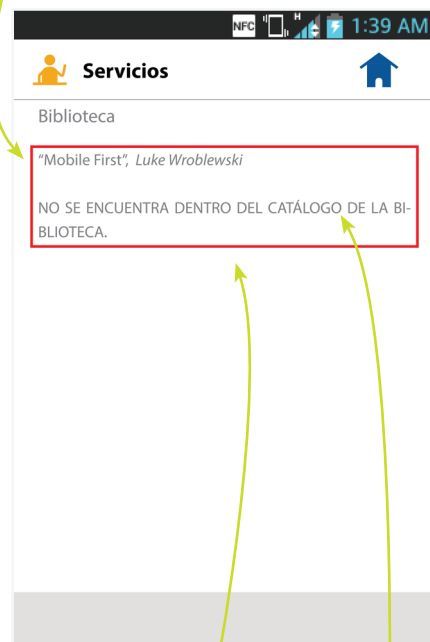 NFC H 1:39 AM
Servicios
Biblioteca
“Mobile First”, Luke Wroblewski
NO SE ENCUENTRA DENTRO DEL CATÁLOGO DE LA BI-
BLIOTECA.